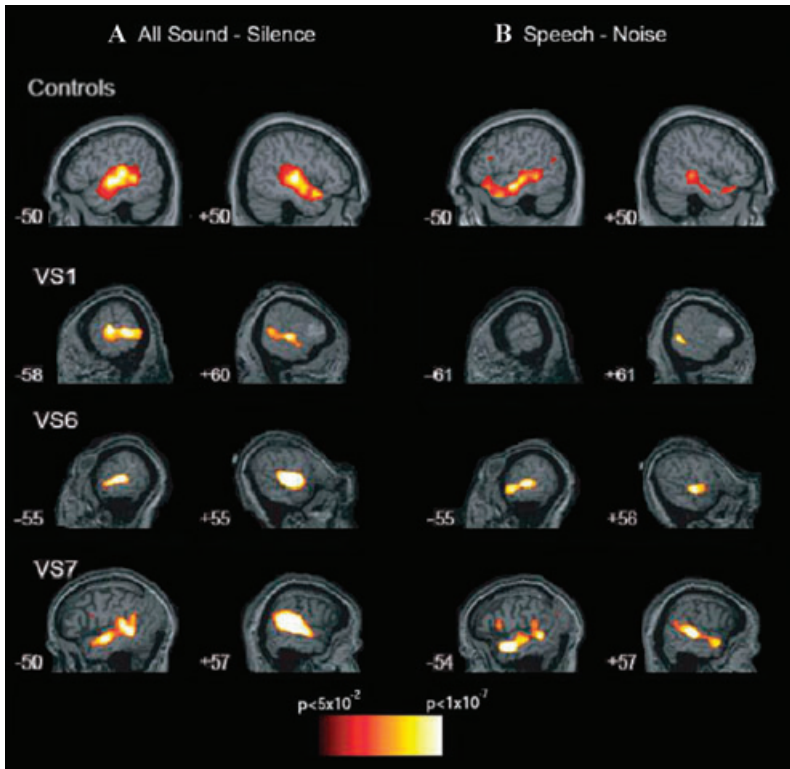 A All Sound - Silence
B Speech - Noise
Controls
-50
+50
-50
+50
VS1
-58
+60
-61
+61
VS6
-55
+55
-55
+56
VS7
-50
+57
-54
+57
p<5x10-2
p<1x10-7